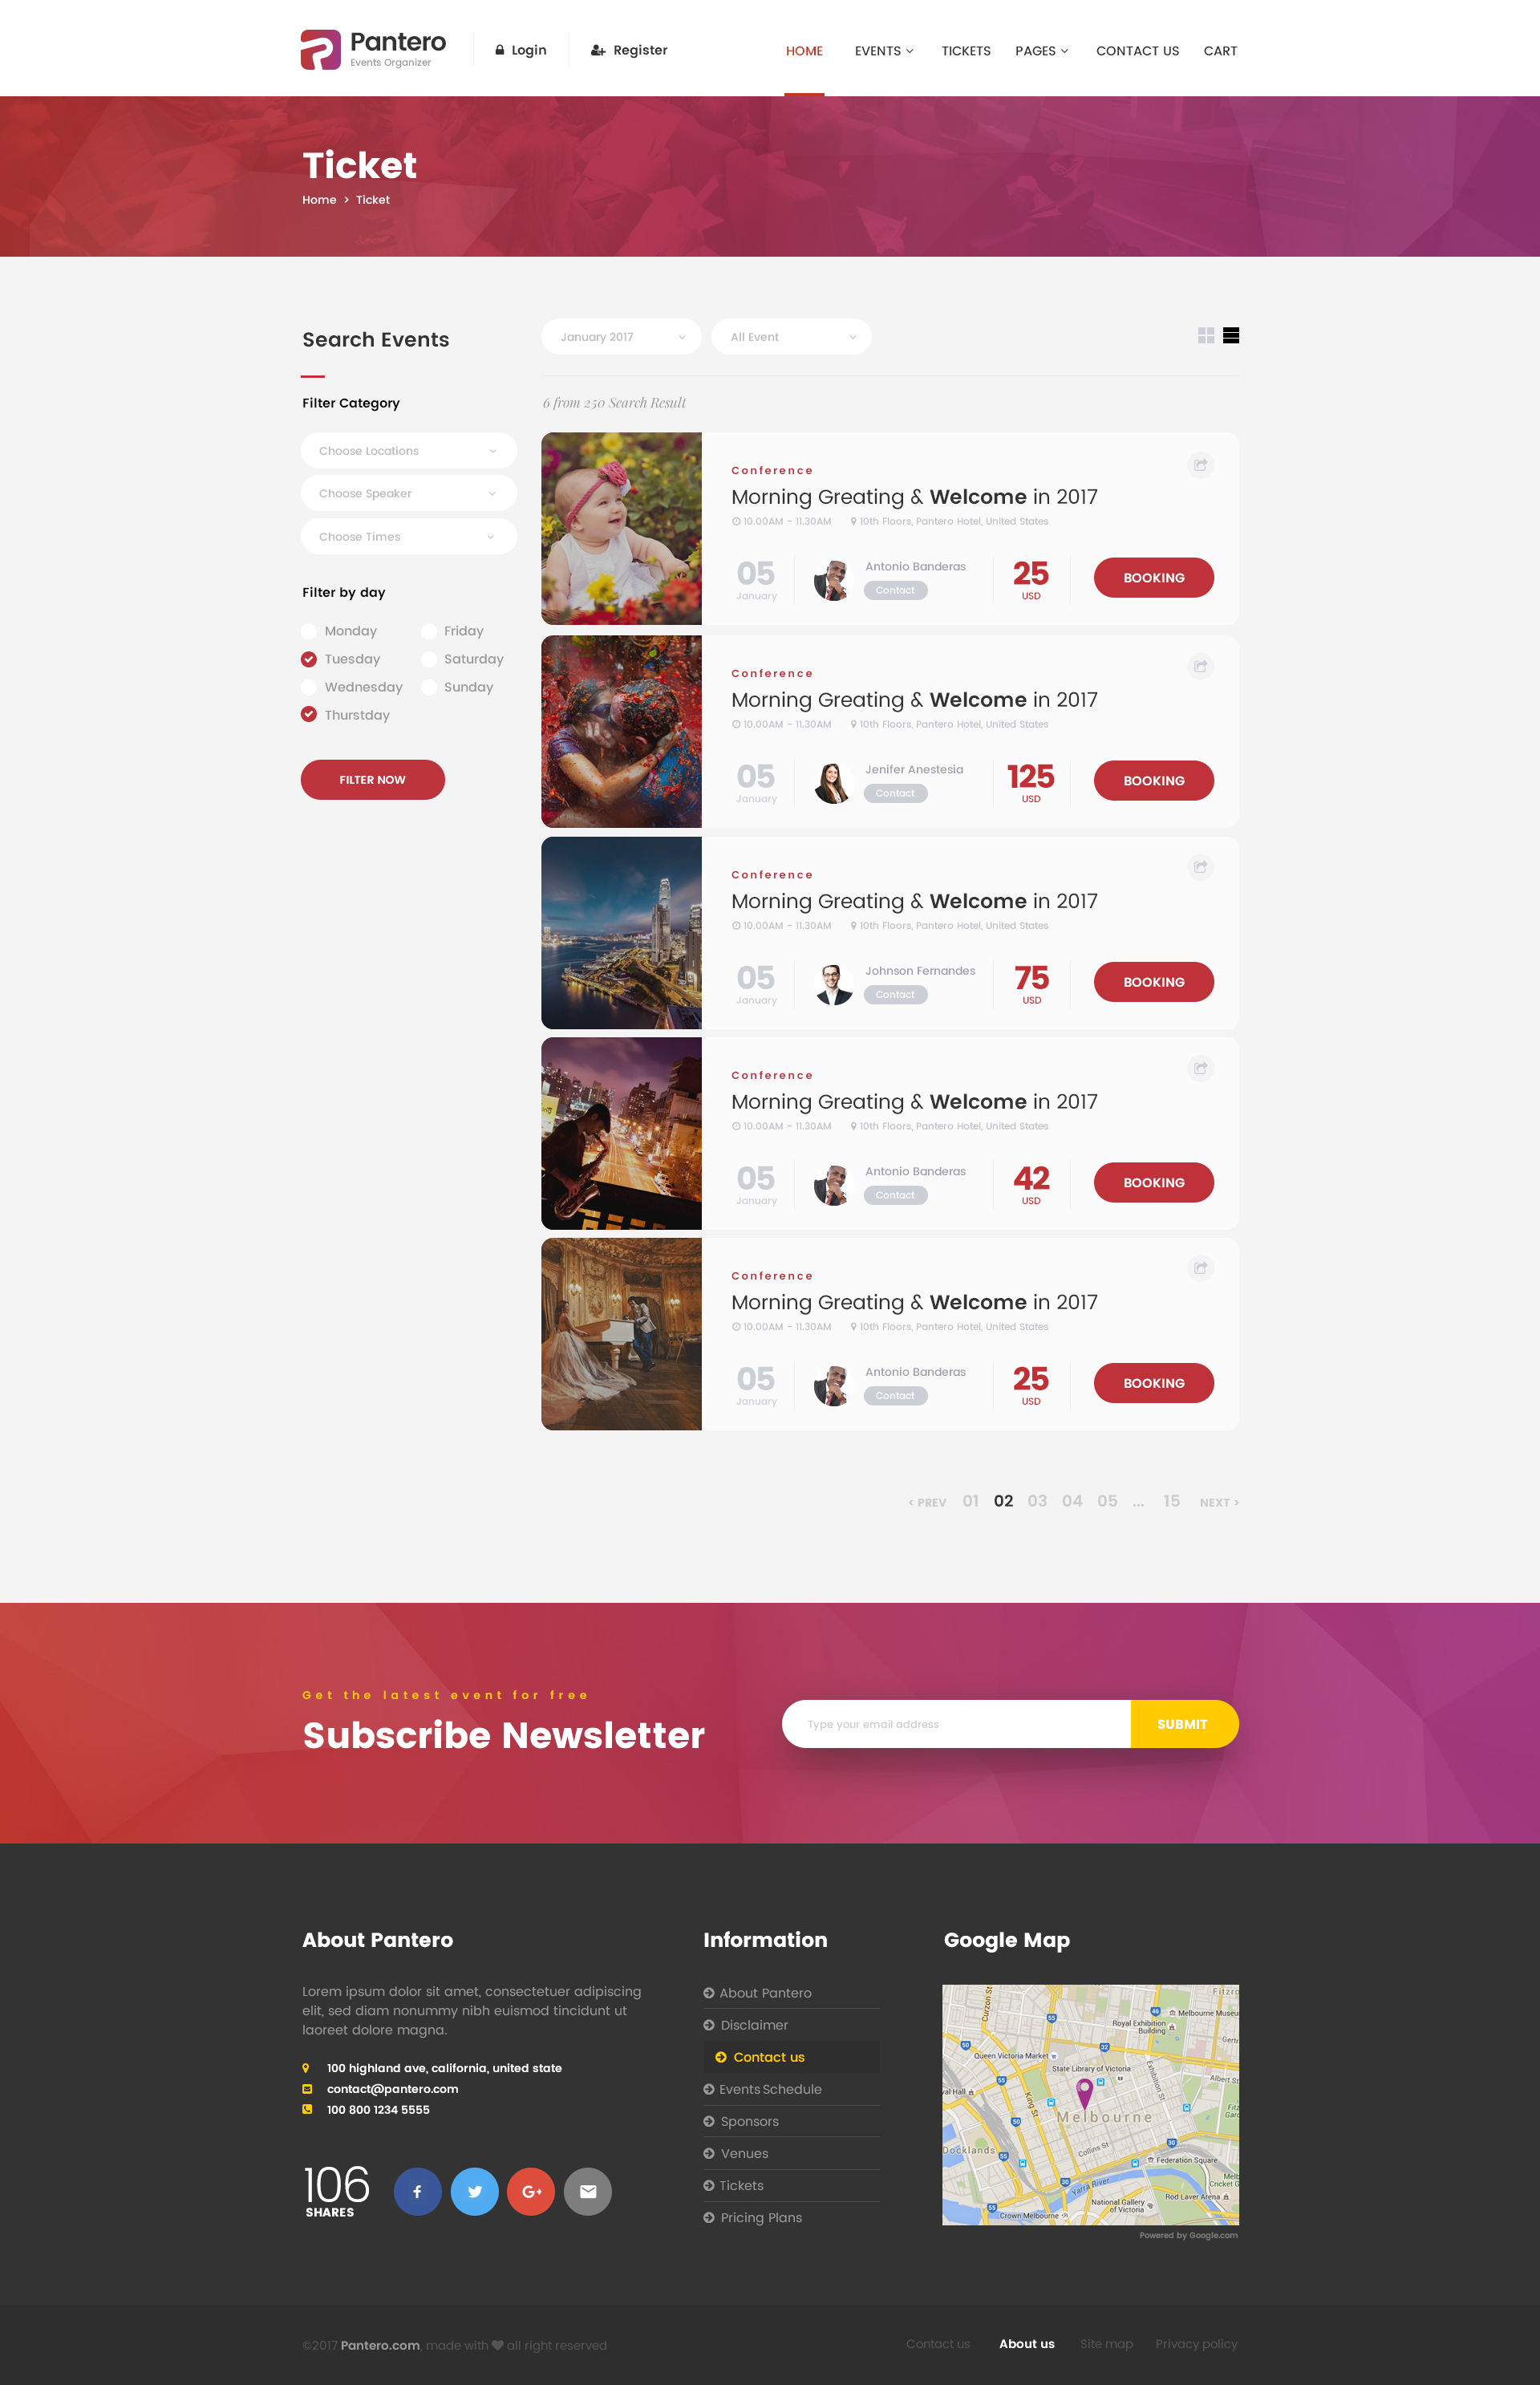 Pantero
Events Organizer
Login
Register
HOME
EVENTS
TICKETS
PAGES
CONTACT US
CART
Ticket
Home > Ticket
Search Events
Filter Category
Choose Locations
Choose Speaker
Choose Times
Filter by day
Monday
Friday
Tuesday
Saturday
Wednesday
Sunday
Thurstday
FILTER NOW
January 2017
All Event
6 from 250 Search Result
Conference
Morning Greating & Welcome in 2017
10.00AM - 11.30AM
10th Floors, Pantero Hotel, United States
05
January
Antonio Banderas
Contact
25
USD
BOOKING
Conference
Morning Greating & Welcome in 2017
10.00AM - 11.30AM
10th Floors, Pantero Hotel, United States
05
January
Jenifer Anestesia
Contact
125
USD
BOOKING
Conference
Morning Greating & Welcome in 2017
10.00AM - 11.30AM
10th Floors, Pantero Hotel, United States
05
January
Johnson Fernandes
Contact
75
USD
BOOKING
Conference
Morning Greating & Welcome in 2017
10.00AM - 11.30AM
10th Floors, Pantero Hotel, United States
05
January
Antonio Banderas
Contact
42
USD
BOOKING
Conference
Morning Greating & Welcome in 2017
10.00AM - 11.30AM
10th Floors, Pantero Hotel, United States
05
January
Antonio Banderas
Contact
25
USD
BOOKING
< PREV 01 02 03 04 05 ... 15 NEXT >
Get the latest event for free
Subscribe Newsletter
Type your email address
SUBMIT
About Pantero
Lorem ipsum dolor sit amet, consectetuer adipiscing
elit, sed diam nonummy nibh euismod tincidunt ut
laoreet dolore magna.
100 highland ave, california, united state
contact@pantero.com
100 800 1234 5555
106
SHARES
G+
Information
About Pantero
Disclaimer
Contact us
Events Schedule
Sponsors
Venues
Tickets
Pricing Plans
Google Map
Fitzro
Curzon St
Melbourne Museum
Royal Exhibition
Building
Gertr
Queen Victoria Market
State Library of Victoria
Exhibition St
Albert St
val Hall
King St
Fitz
Gard
Melbourne
Docklands
Collins St
Federation Square
Cricket Gr
Yarra River
Rod Laver Arena
National Gallery
of Victoria
Crown Melbourne
Powered by Google.com
©2017 Pantero.com, made with all right reserved
Contact us
About us
Site map
Privacy policy